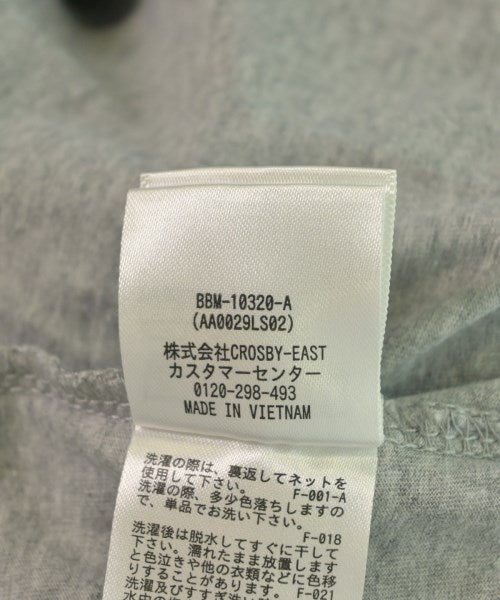 BBM-10320-A
(AA0029LS02)
株式会社CROSBY-EAST
カスタマーセンター
0120-298-493
MADE IN VIETNAM
洗濯の際は、裏返してネットを
使用して下さい。 F-001-A
洗濯の際、多少色落ちしますの
で、単品でお洗い下さい。
F-018
洗濯後は脱水してすぐに干して
下さい。濡れたまま放置します
と色泣きや他の衣類などに色移
りすることがあります。 F-021
洗濯及びすすぎ洗い